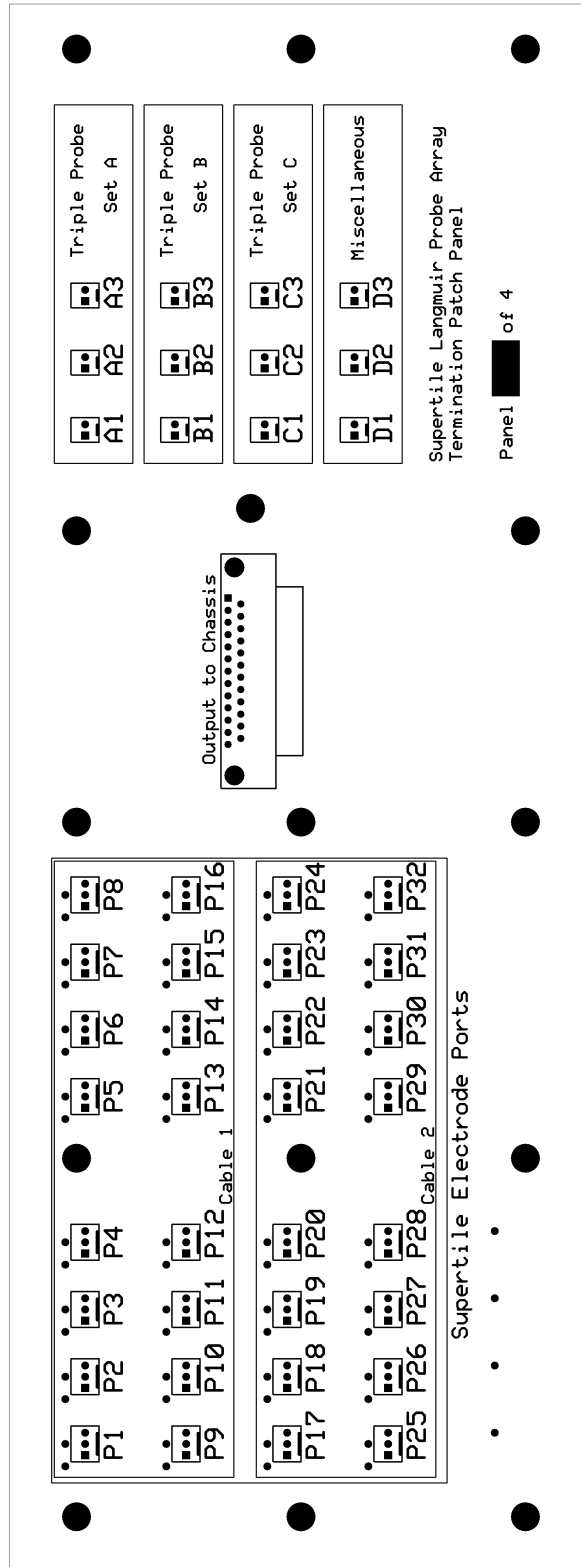 P1 P2 P3 P4 P5 P6 P7 P8
P9 P10 P11 P12 P13 P14 P15 P16
Cable 1
P17 P18 P19 P20 P21 P22 P23 P24
P25 P26 P27 P28 P29 P30 P31 P32
Cable 2
Supertile Electrode Ports
Output to Chassis
A1 A2 A3
Triple Probe
Set A
B1 B2 B3
Triple Probe
Set B
C1 C2 C3
Triple Probe
Set C
D1 D2 D3
Miscellaneous
Supertile Langmuir Probe Array
Termination Patch Panel
Panel of 4